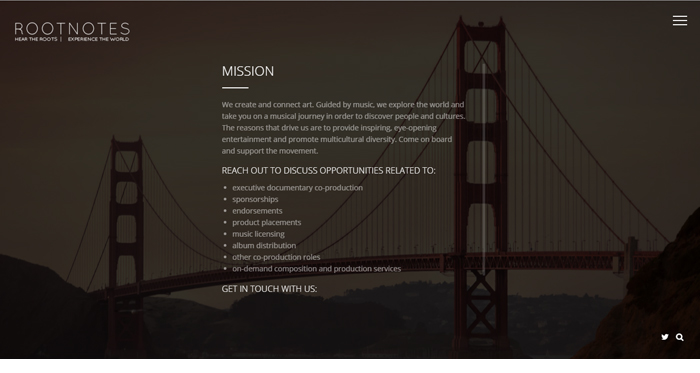 ROOTNOTES
HEAR THE ROOTS | EXPERIENCE THE WORLD
MISSION
We create and connect art. Guided by music, we explore the world and
take you on a musical journey in order to discover people and cultures.
The reasons that drive us are to provide inspiring, eye-opening
entertainment and promote multicultural diversity. Come on board
and support the movement.
REACH OUT TO DISCUSS OPPORTUNITIES RELATED TO:
• executive documentary co-production
• sponsorships
• endorsements
• product placements
• music licensing
• album distribution
• other co-production roles
• on-demand composition and production services
GET IN TOUCH WITH US: